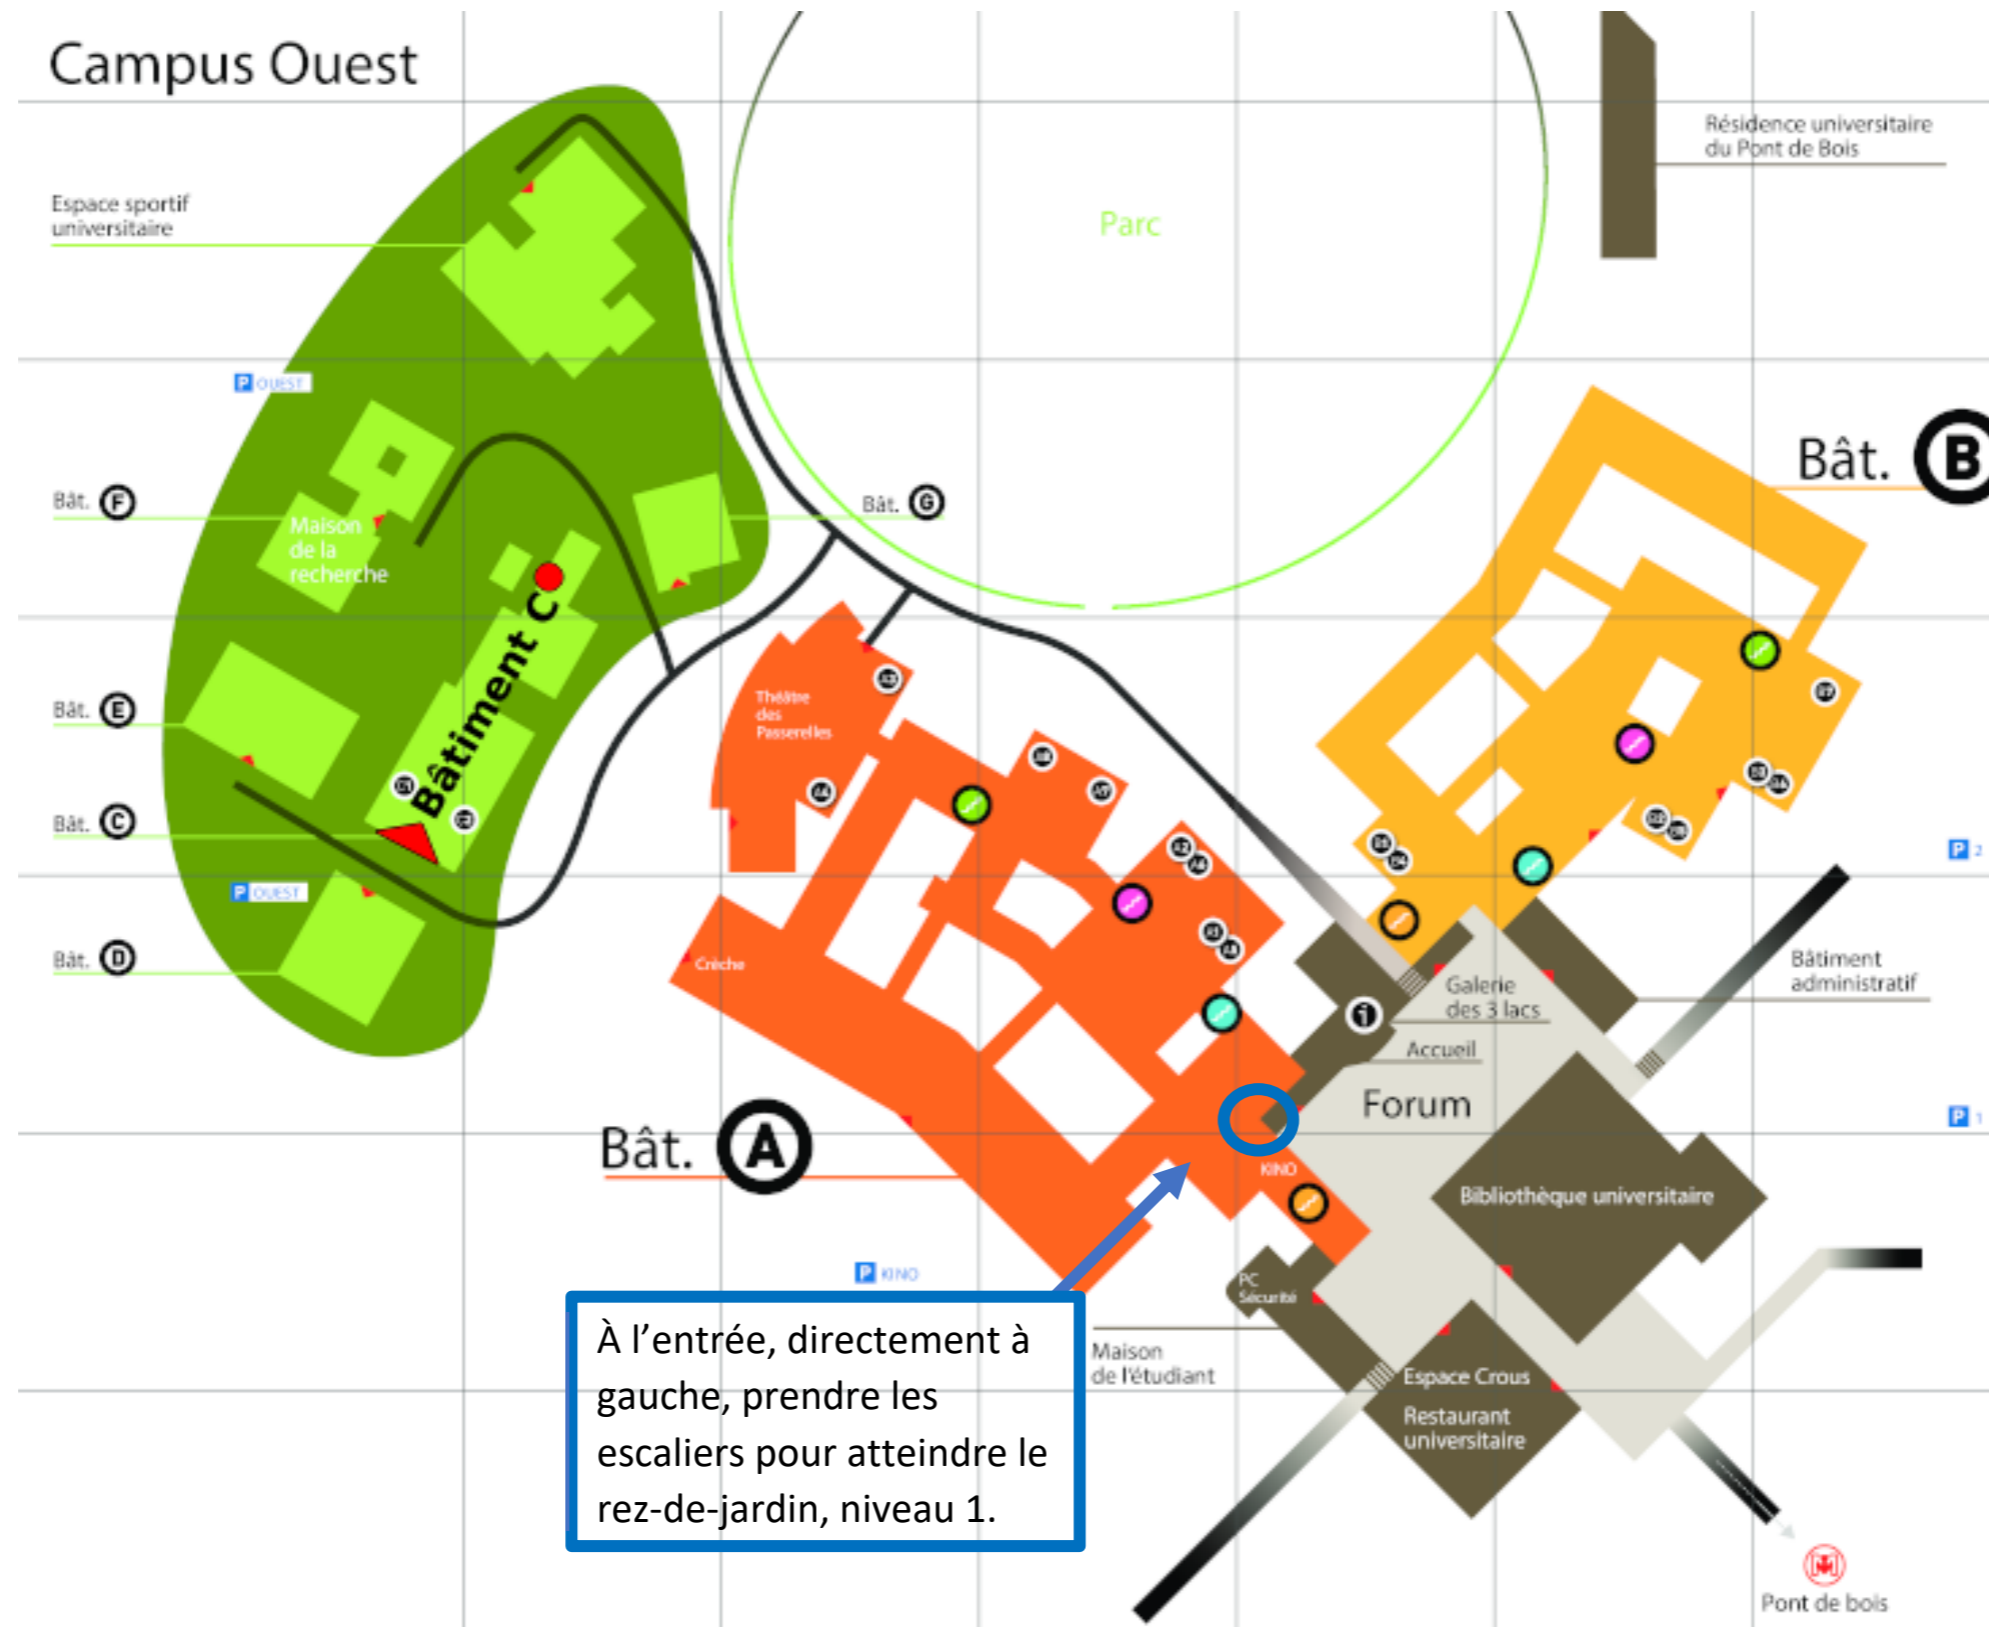 Campus Ouest
Résidence universitaire
du Pont de Bois
Espace sportif
universitaire
Parc
P OUEST
Bât. B
Bât. F
Bât. G
Maison
de la
recherche
Bâtiment C
Théâtre
des
Passerelles
Bât. E
Bât. C
P 2
P OUEST
Bât. D
Crèche
Bâtiment
administratif
Galerie
des 3 lacs
i
Accueil
Forum
P 1
Bât. A
KINO
Bibliothèque universitaire
P KINO
PC
Sécurité
À l’entrée, directement à
gauche, prendre les
escaliers pour atteindre le
rez-de-jardin, niveau 1.
Maison
de l'étudiant
Espace Crous
Restaurant
universitaire
Pont de bois